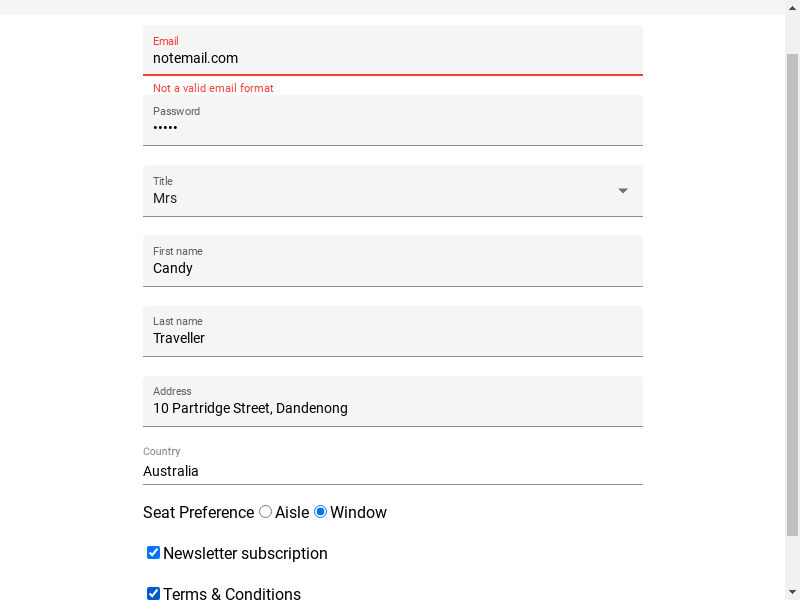 Email
notemail.com
Not a valid email format
Password
•••••
Title
Mrs
First name
Candy
Last name
Traveller
Address
10 Partridge Street, Dandenong
Country
Australia
Seat Preference Aisle Window
Newsletter subscription
Terms & Conditions